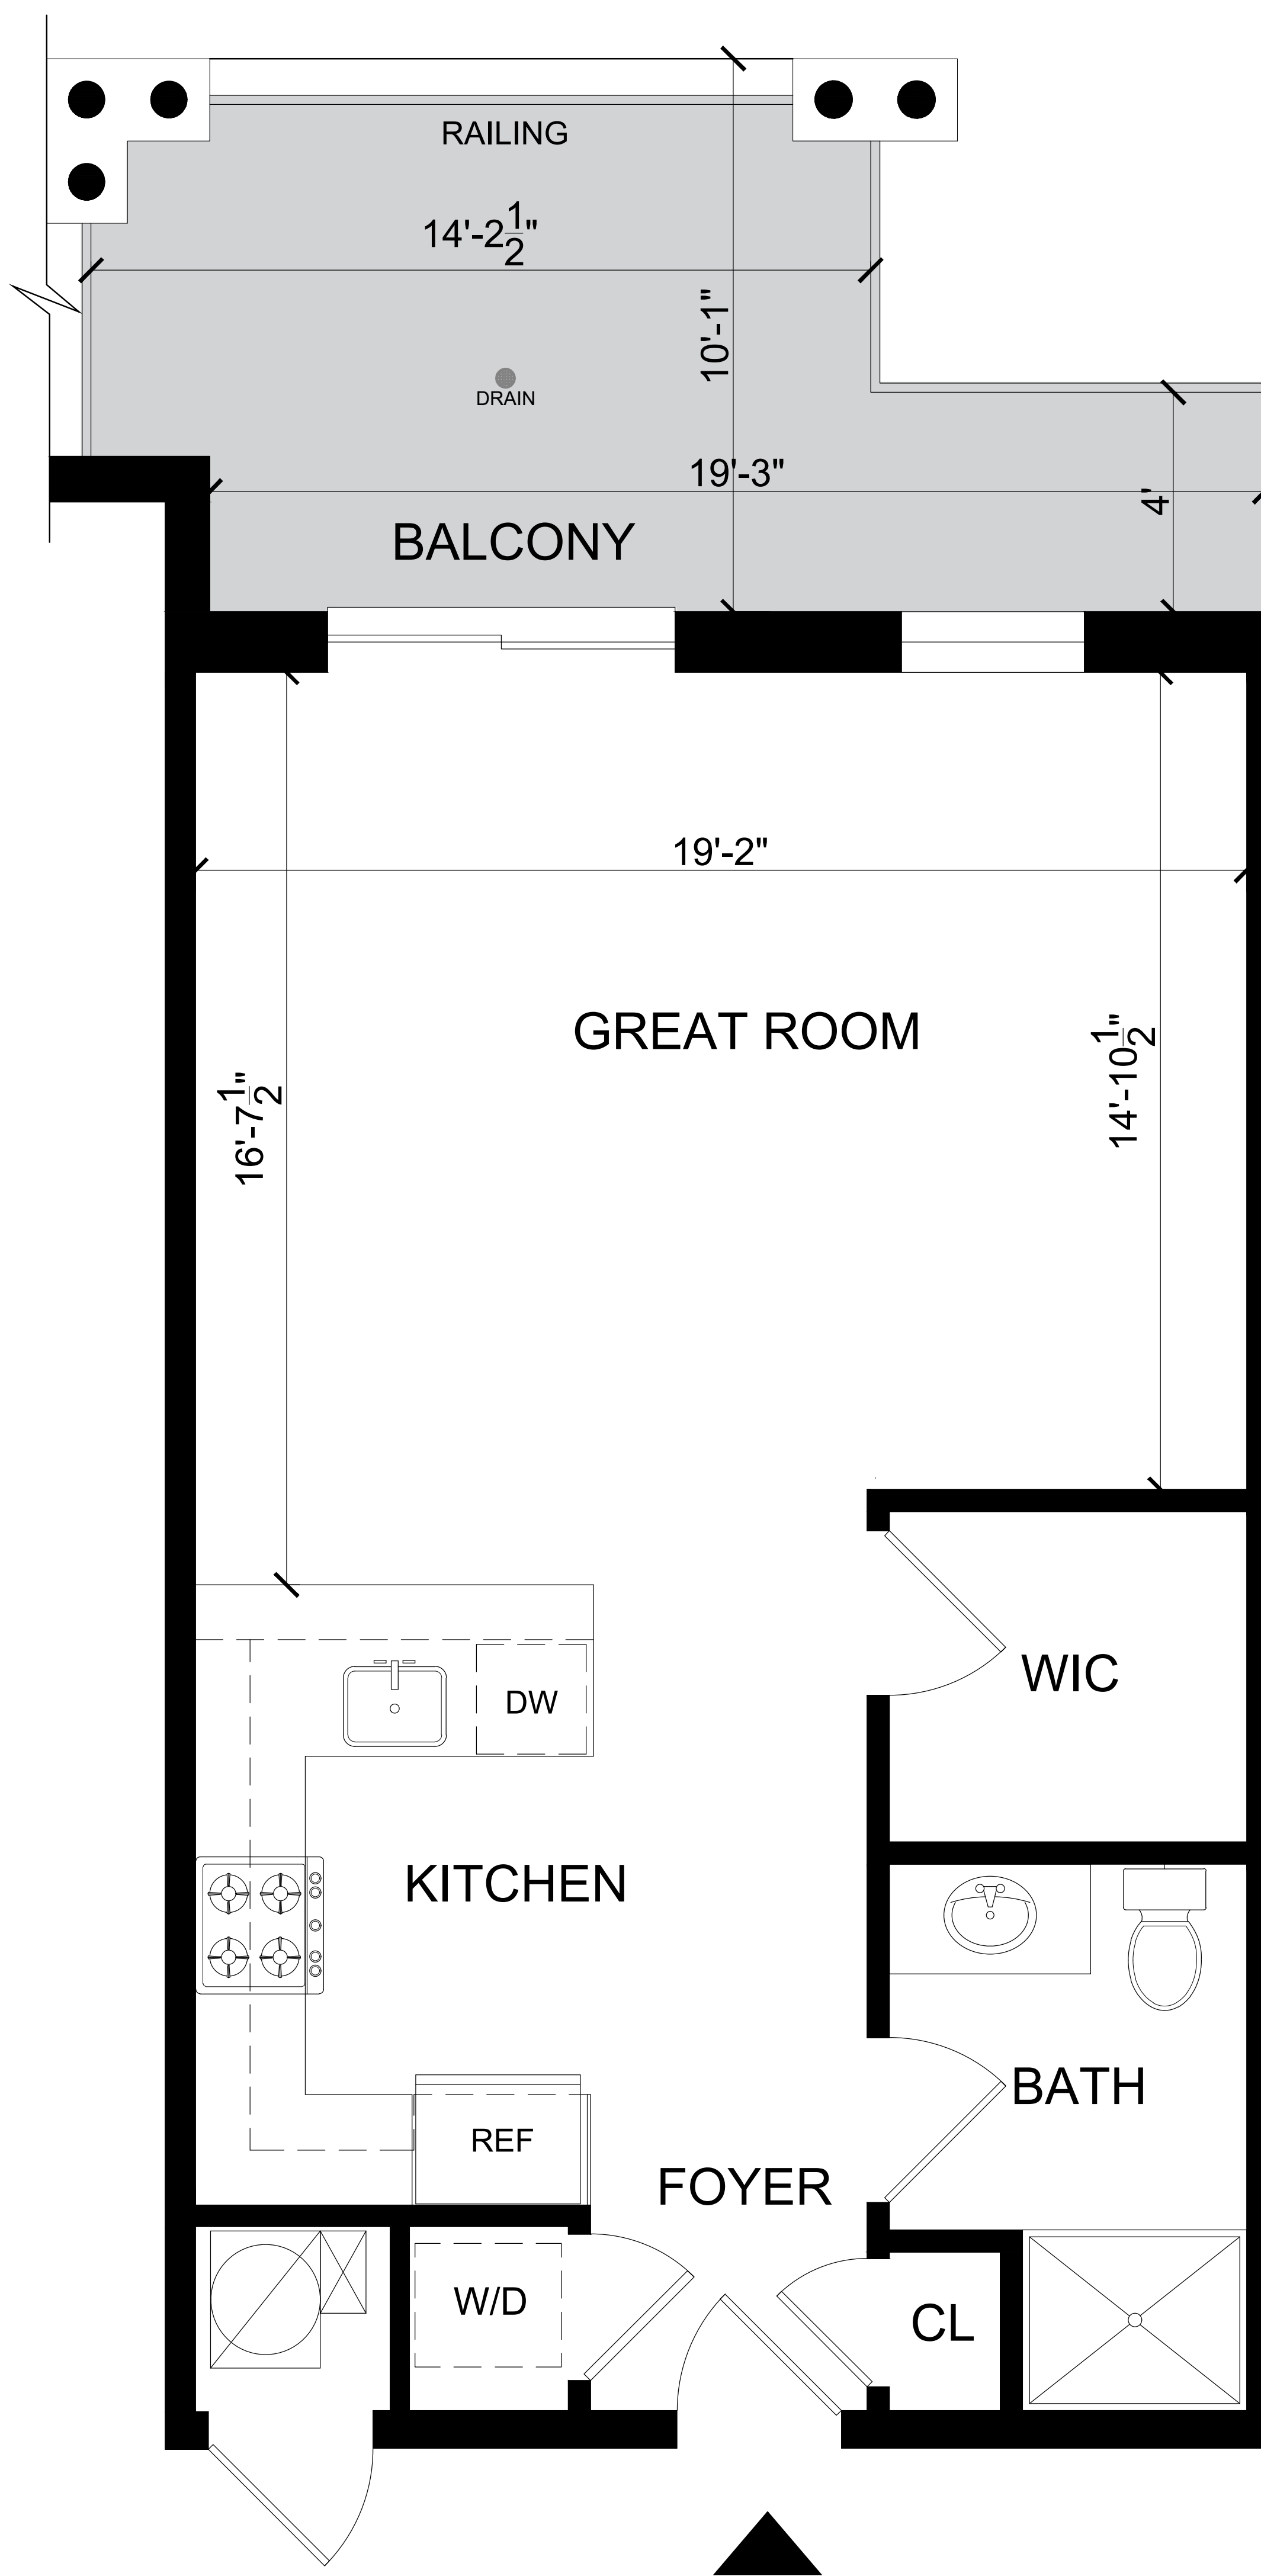 RAILING
14'-2 1/2"
10'-1"
DRAIN
19'-3"
4'
BALCONY
19'-2"
GREAT ROOM
16'-7 1/2"
14'-10 1/2"
WIC
DW
KITCHEN
BATH
REF
FOYER
W/D
CL